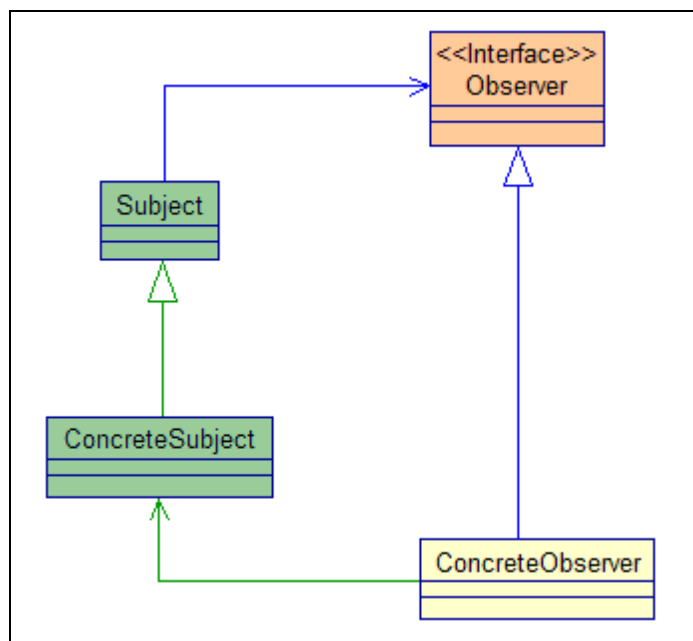 <<Interface>>
Observer
Subject
ConcreteSubject
ConcreteObserver